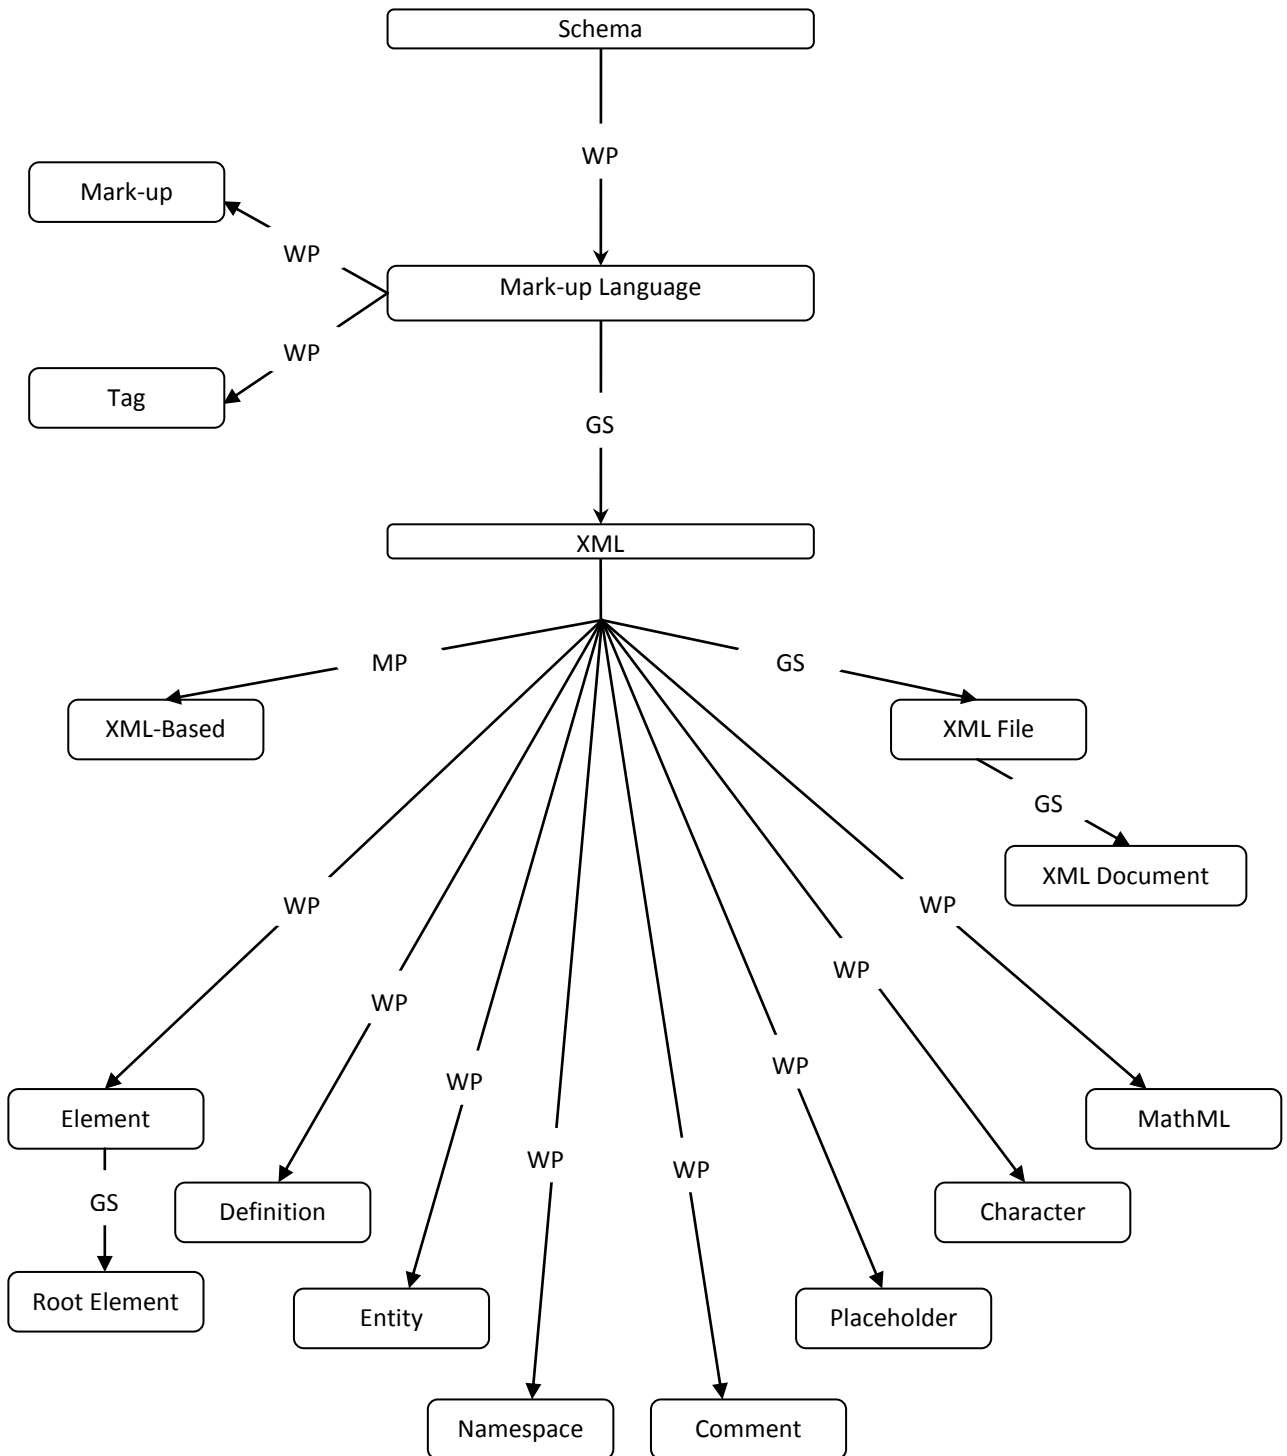 Schema
WP
Mark-up
WP
Mark-up Language
WP
Tag
GS
XML
MP
GS
XML-Based
XML File
GS
XML Document
WP
WP
WP
WP
WP
WP
Element
MathML
WP
WP
GS
Definition
Character
Root Element
Entity
Placeholder
Namespace
Comment